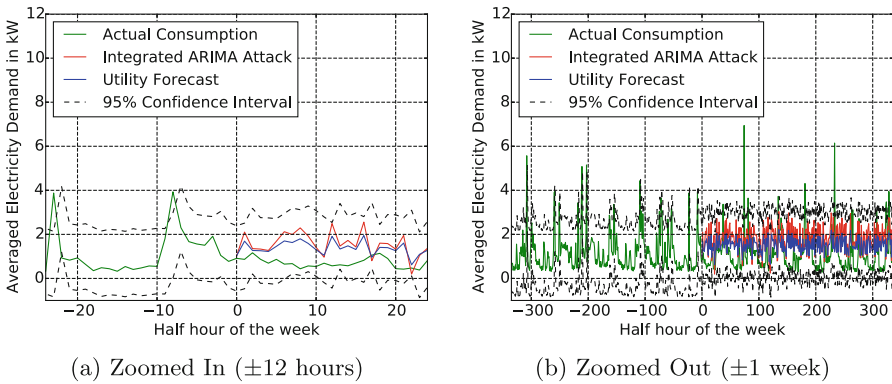 12
10
8
6
4
2
0
Averaged Electricity Demand in kW
Actual Consumption
Integrated ARIMA Attack
Utility Forecast
95% Confidence Interval
−20 −10 0 10 20
Half hour of the week
(a) Zoomed In (±12 hours)
12
10
8
6
4
2
0
Averaged Electricity Demand in kW
Actual Consumption
Integrated ARIMA Attack
Utility Forecast
95% Confidence Interval
−300 −200 −100 0 100 200 300
Half hour of the week
(b) Zoomed Out (±1 week)